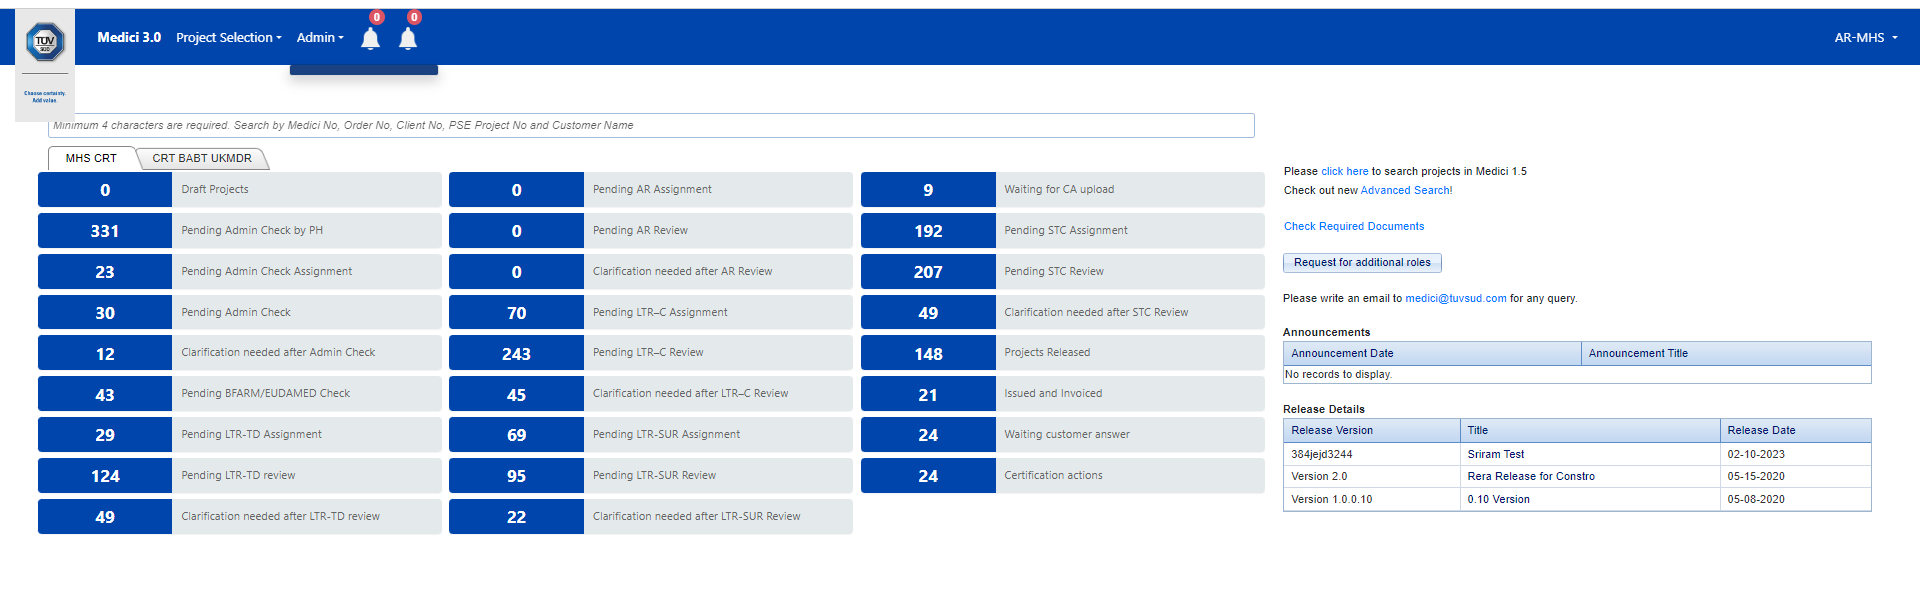 TÜV
SÜD
Choose certainty.
Add value.
Medici 3.0
Project Selection
Admin
0
0
AR-MHS
Minimum 4 characters are required. Search by Medici No, Order No, Client No, PSE Project No and Customer Name
MHS CRT
CRT BABT UKMDR
0 Draft Projects
331 Pending Admin Check by PH
23 Pending Admin Check Assignment
30 Pending Admin Check
12 Clarification needed after Admin Check
43 Pending BFARM/EUDAMED Check
29 Pending LTR-TD Assignment
124 Pending LTR-TD review
49 Clarification needed after LTR-TD review
0 Pending AR Assignment
0 Pending AR Review
0 Clarification needed after AR Review
70 Pending LTR–C Assignment
243 Pending LTR–C Review
45 Clarification needed after LTR–C Review
69 Pending LTR-SUR Assignment
95 Pending LTR-SUR Review
22 Clarification needed after LTR-SUR Review
9 Waiting for CA upload
192 Pending STC Assignment
207 Pending STC Review
49 Clarification needed after STC Review
148 Projects Released
21 Issued and Invoiced
24 Waiting customer answer
24 Certification actions
Please click here to search projects in Medici 1.5
Check out new Advanced Search!
Check Required Documents
Request for additional roles
Please write an email to medici@tuvsud.com for any query.
Announcements
Announcement Date Announcement Title
No records to display.
Release Details
Release Version Title Release Date
384jejd3244 Sriram Test 02-10-2023
Version 2.0 Rera Release for Constro 05-15-2020
Version 1.0.0.10 0.10 Version 05-08-2020